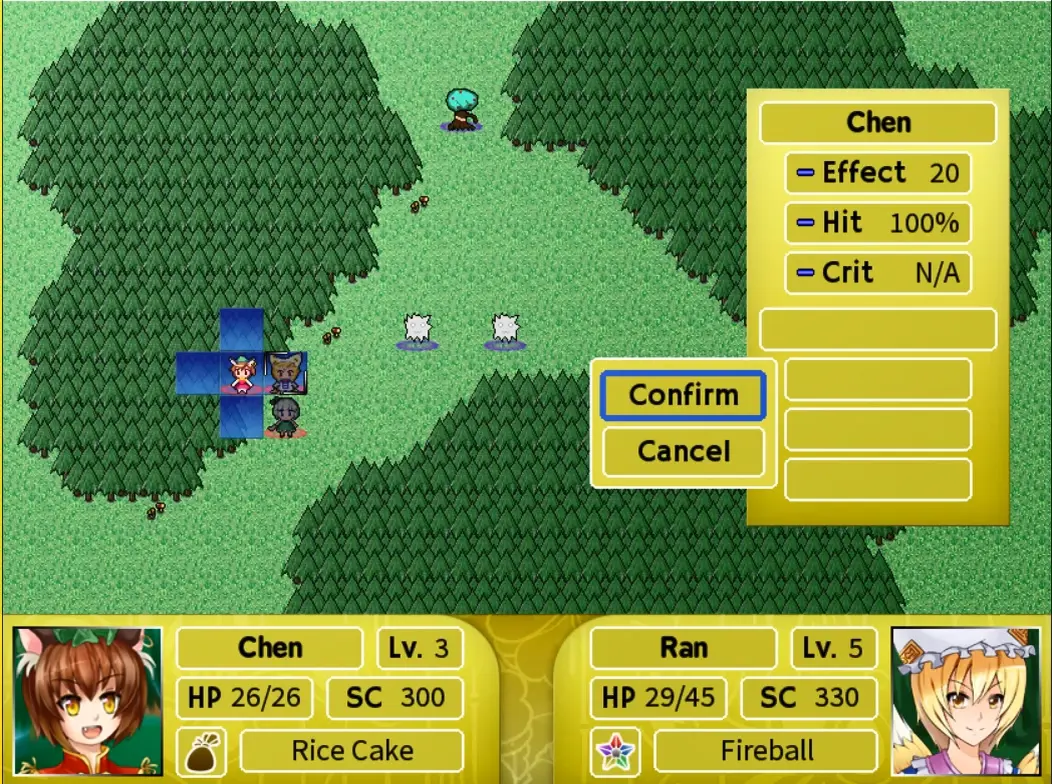 Chen
Effect 20
Hit 100%
Crit N/A
Confirm
Cancel
Chen Lv. 3
HP 26/26 SC 300
Rice Cake
Ran Lv. 5
HP 29/45 SC 330
Fireball